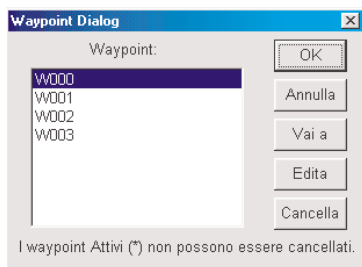 Waypoint Dialog
Waypoint:
W000
W001
W002
W003
OK
Annulla
Vai a
Edita
Cancella
I waypoint Attivi (*) non possono essere cancellati.